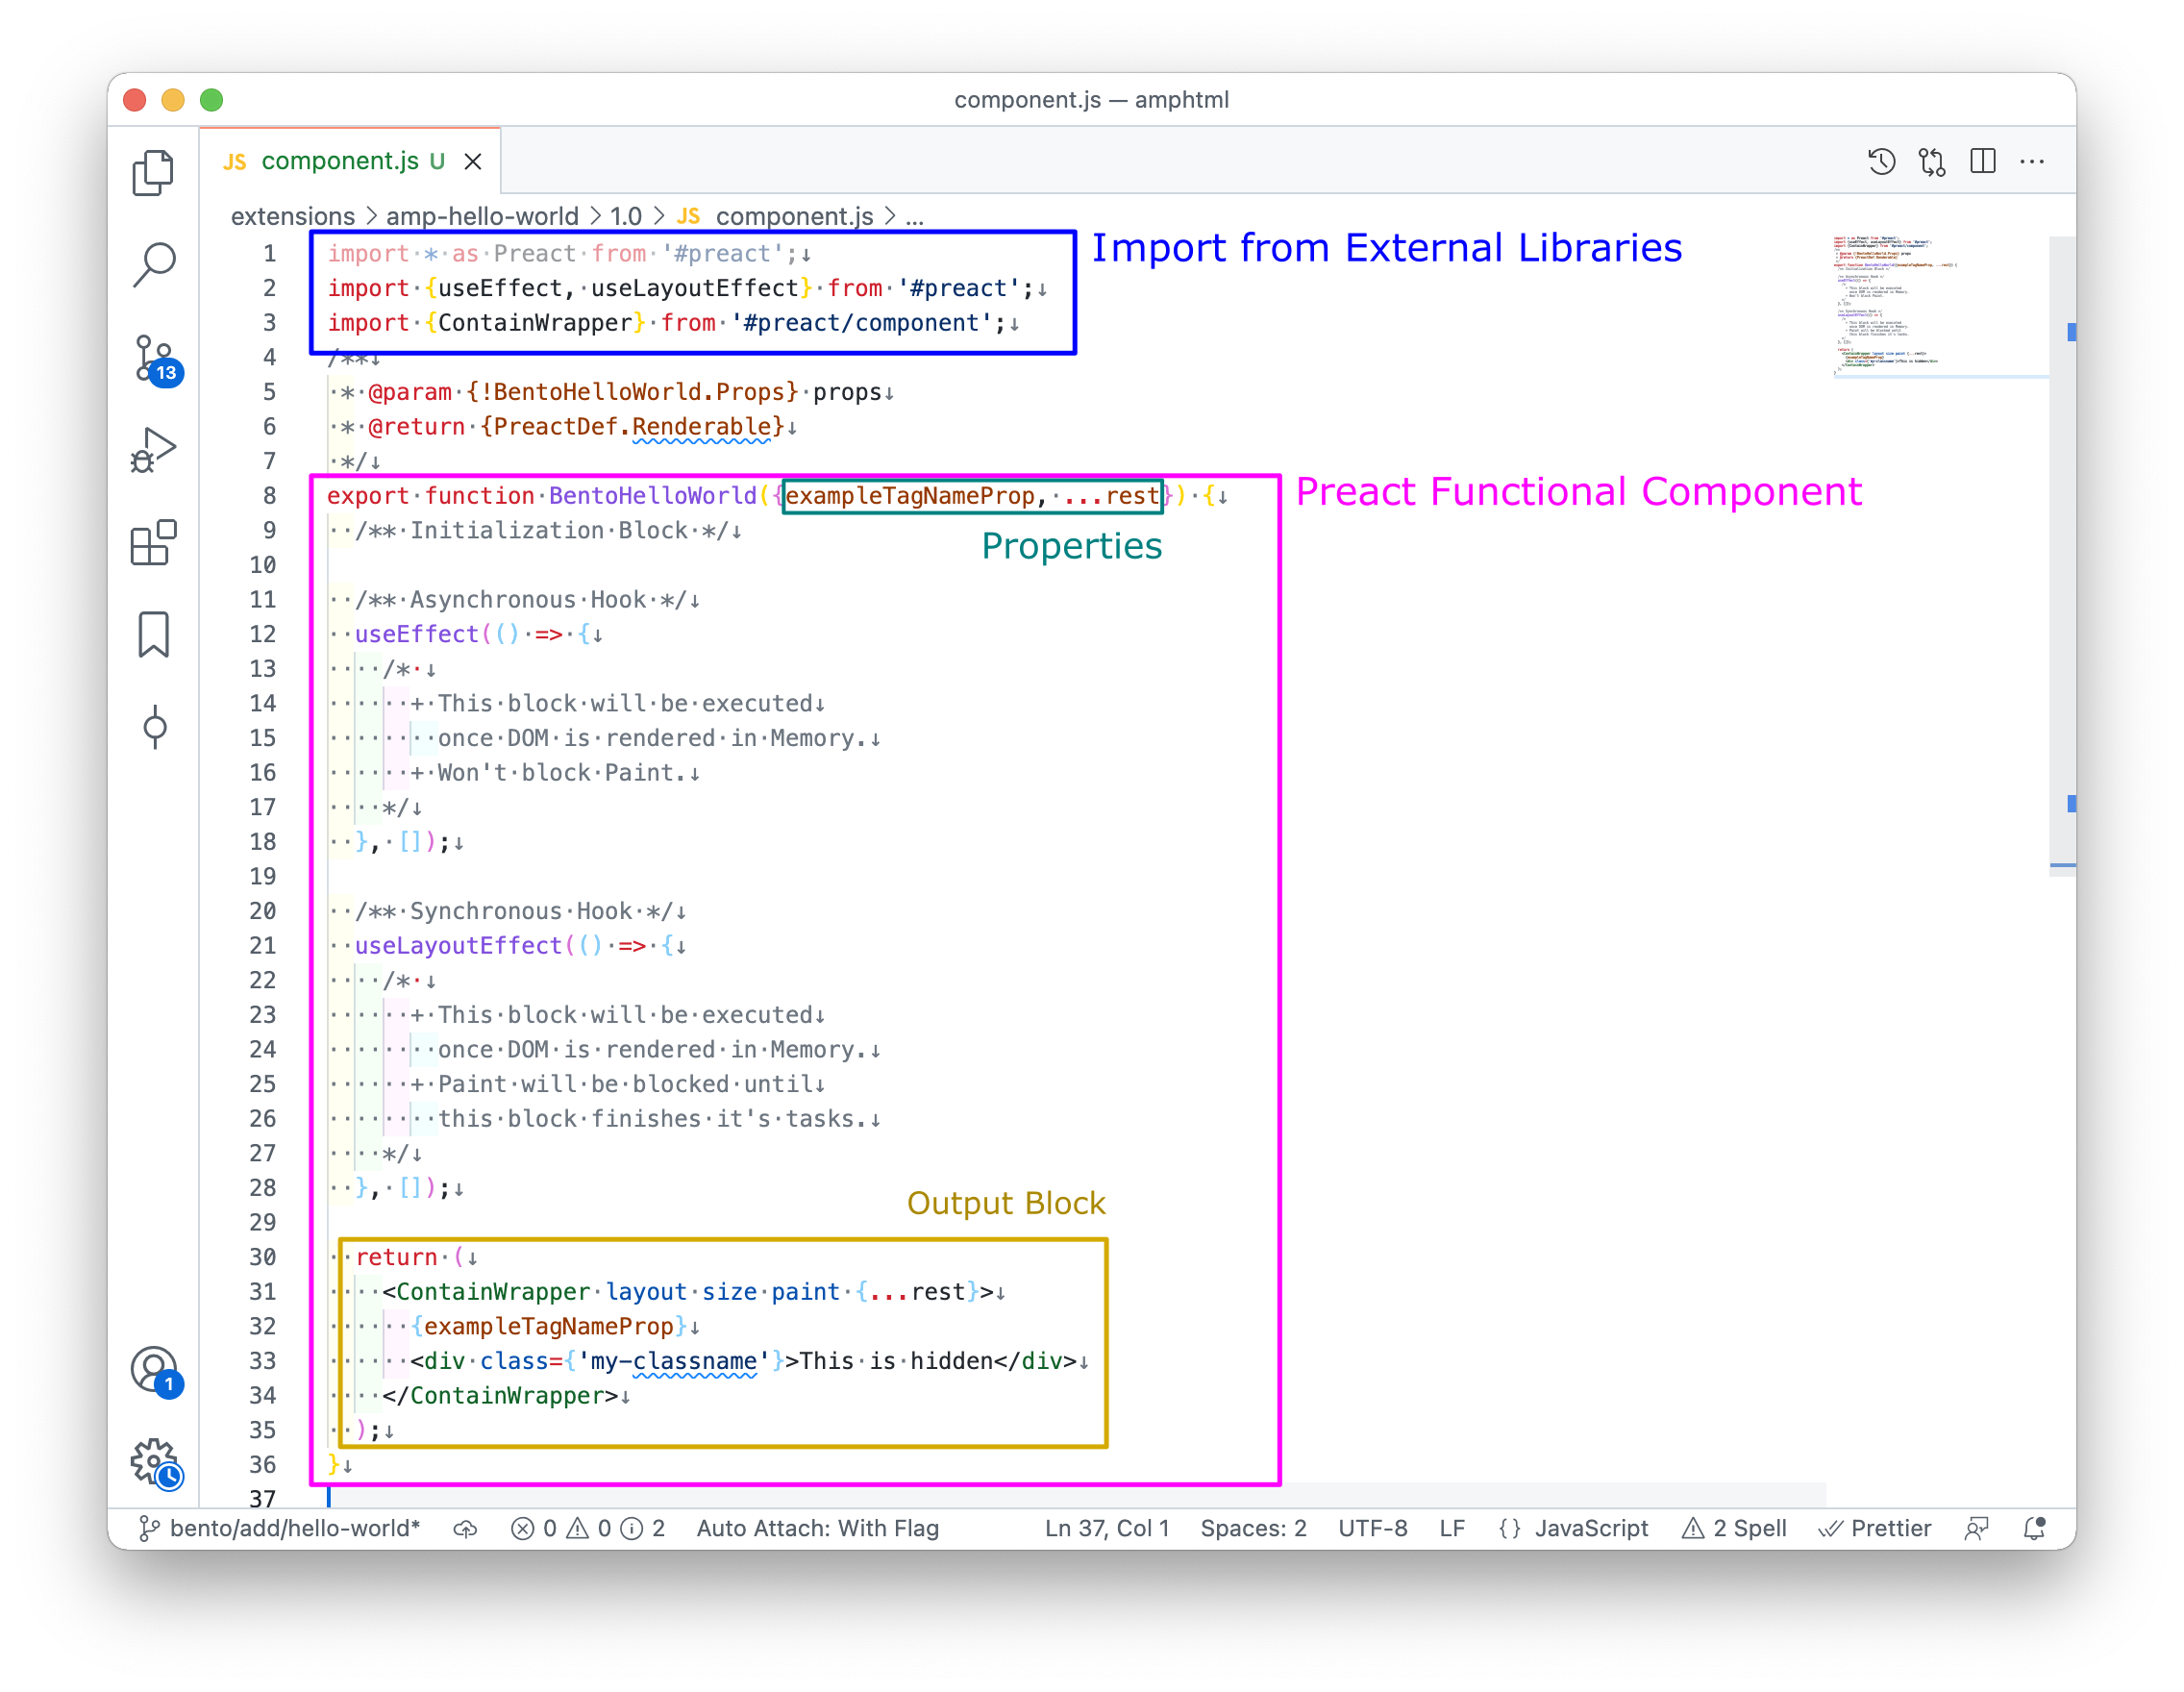 component.js — amphtml
JS component.js U
extensions > amp-hello-world > 1.0 > JS component.js > ...
Import from External Libraries
1 import * as Preact from '#preact';
2 import {useEffect, useLayoutEffect} from '#preact';
3 import {ContainWrapper} from '#preact/component';
4 /**
5 * @param {!BentoHelloWorld.Props} props
6 * @return {PreactDef.Renderable}
7 */
Preact Functional Component
8 export function BentoHelloWorld({exampleTagNameProp, ...rest}) {
9 /** Initialization Block */
Properties
10
11 /** Asynchronous Hook */
12 useEffect(() => {
13 /*
14 + This block will be executed
15 once DOM is rendered in Memory.
16 + Won't block Paint.
17 */
18 }, []);
19
20 /** Synchronous Hook */
21 useLayoutEffect(() => {
22 /*
23 + This block will be executed
24 once DOM is rendered in Memory.
25 + Paint will be blocked until
26 this block finishes it's tasks.
27 */
28 }, []);
29
Output Block
30 return (
31 <ContainWrapper layout size paint {...rest}>
32 {exampleTagNameProp}
33 <div class={'my-classname'}>This is hidden</div>
34 </ContainWrapper>
35 );
36 }
37
13
1
bento/add/hello-world* 0 0 2 Auto Attach: With Flag Ln 37, Col 1 Spaces: 2 UTF-8 LF {} JavaScript 2 Spell Prettier